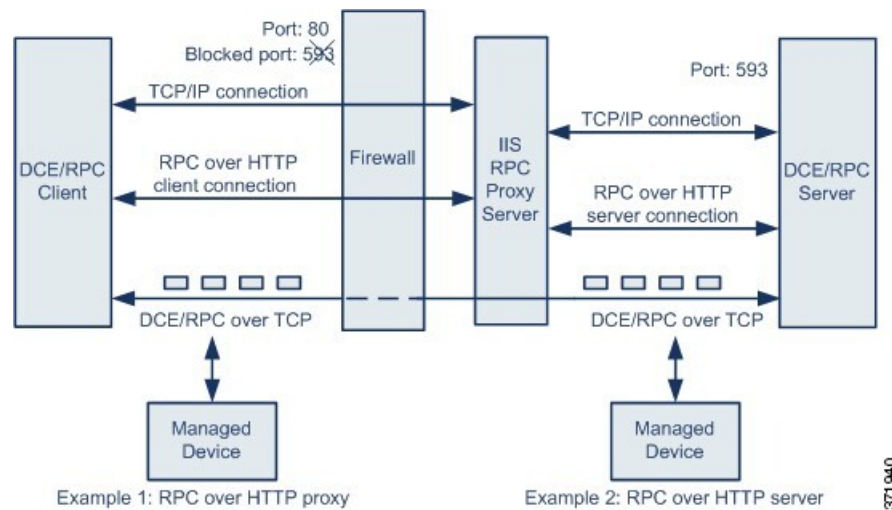 Port: 80
Blocked port: 593
Port: 593
TCP/IP connection
TCP/IP connection
DCE/RPC
Client
RPC over HTTP
client connection
Firewall
IIS
RPC
Proxy
Server
RPC over HTTP
server connection
DCE/RPC
Server
DCE/RPC over TCP
DCE/RPC over TCP
Managed
Device
Managed
Device
Example 1: RPC over HTTP proxy
Example 2: RPC over HTTP server
371940